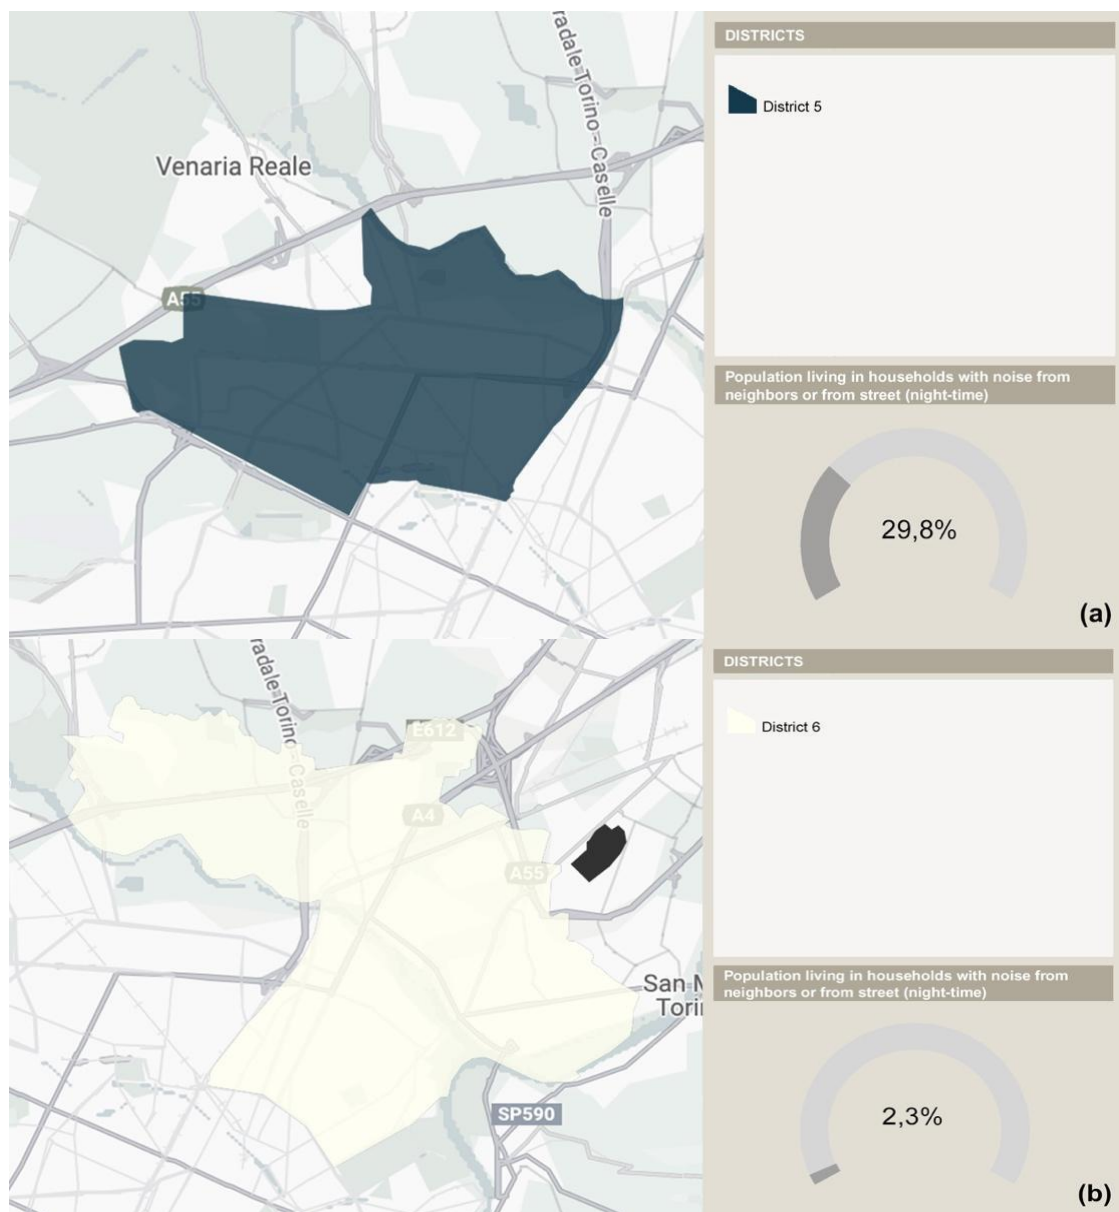 Venaria Reale
radale Torino - Caselle
A55
DISTRICTS
District 5
Population living in households with noise from
neighbors or from street (night-time)
29,8%
(a)
radale Torino - Caselle
E612
A4
A55
San M
Tori
SP590
DISTRICTS
District 6
Population living in households with noise from
neighbors or from street (night-time)
2,3%
(b)